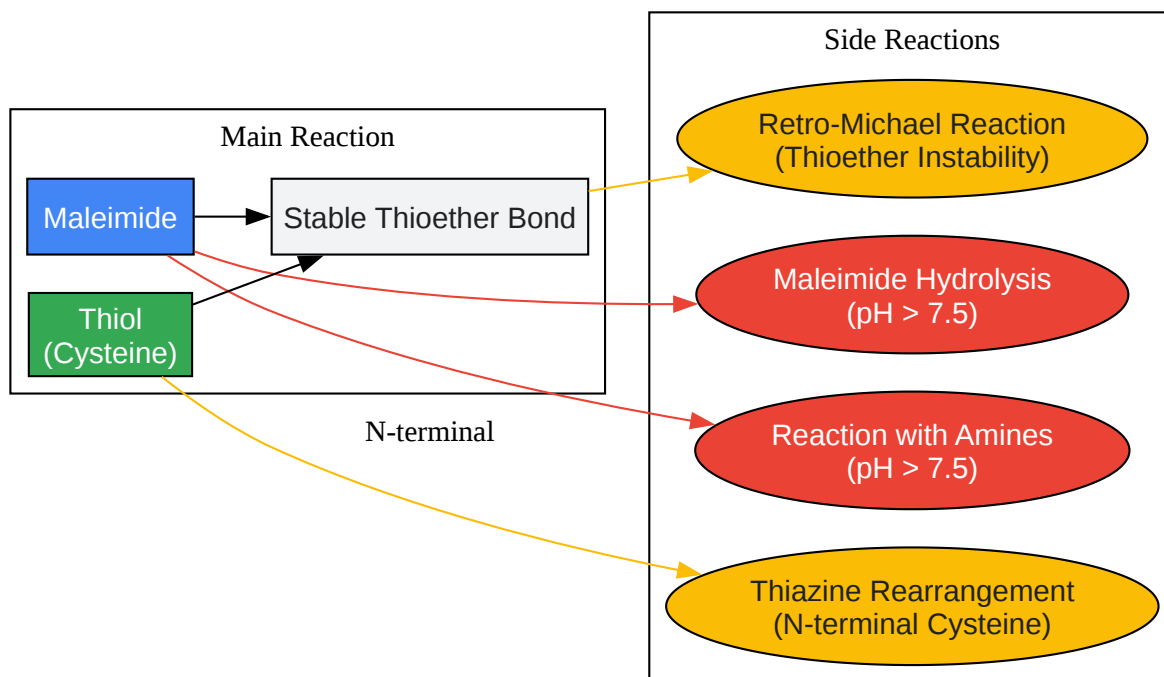 Main Reaction
Maleimide
Stable Thioether Bond
Thiol
(Cysteine)
N-terminal
Side Reactions
Retro-Michael Reaction
(Thioether Instability)
Maleimide Hydrolysis
(pH > 7.5)
Reaction with Amines
(pH > 7.5)
Thiazine Rearrangement
(N-terminal Cysteine)